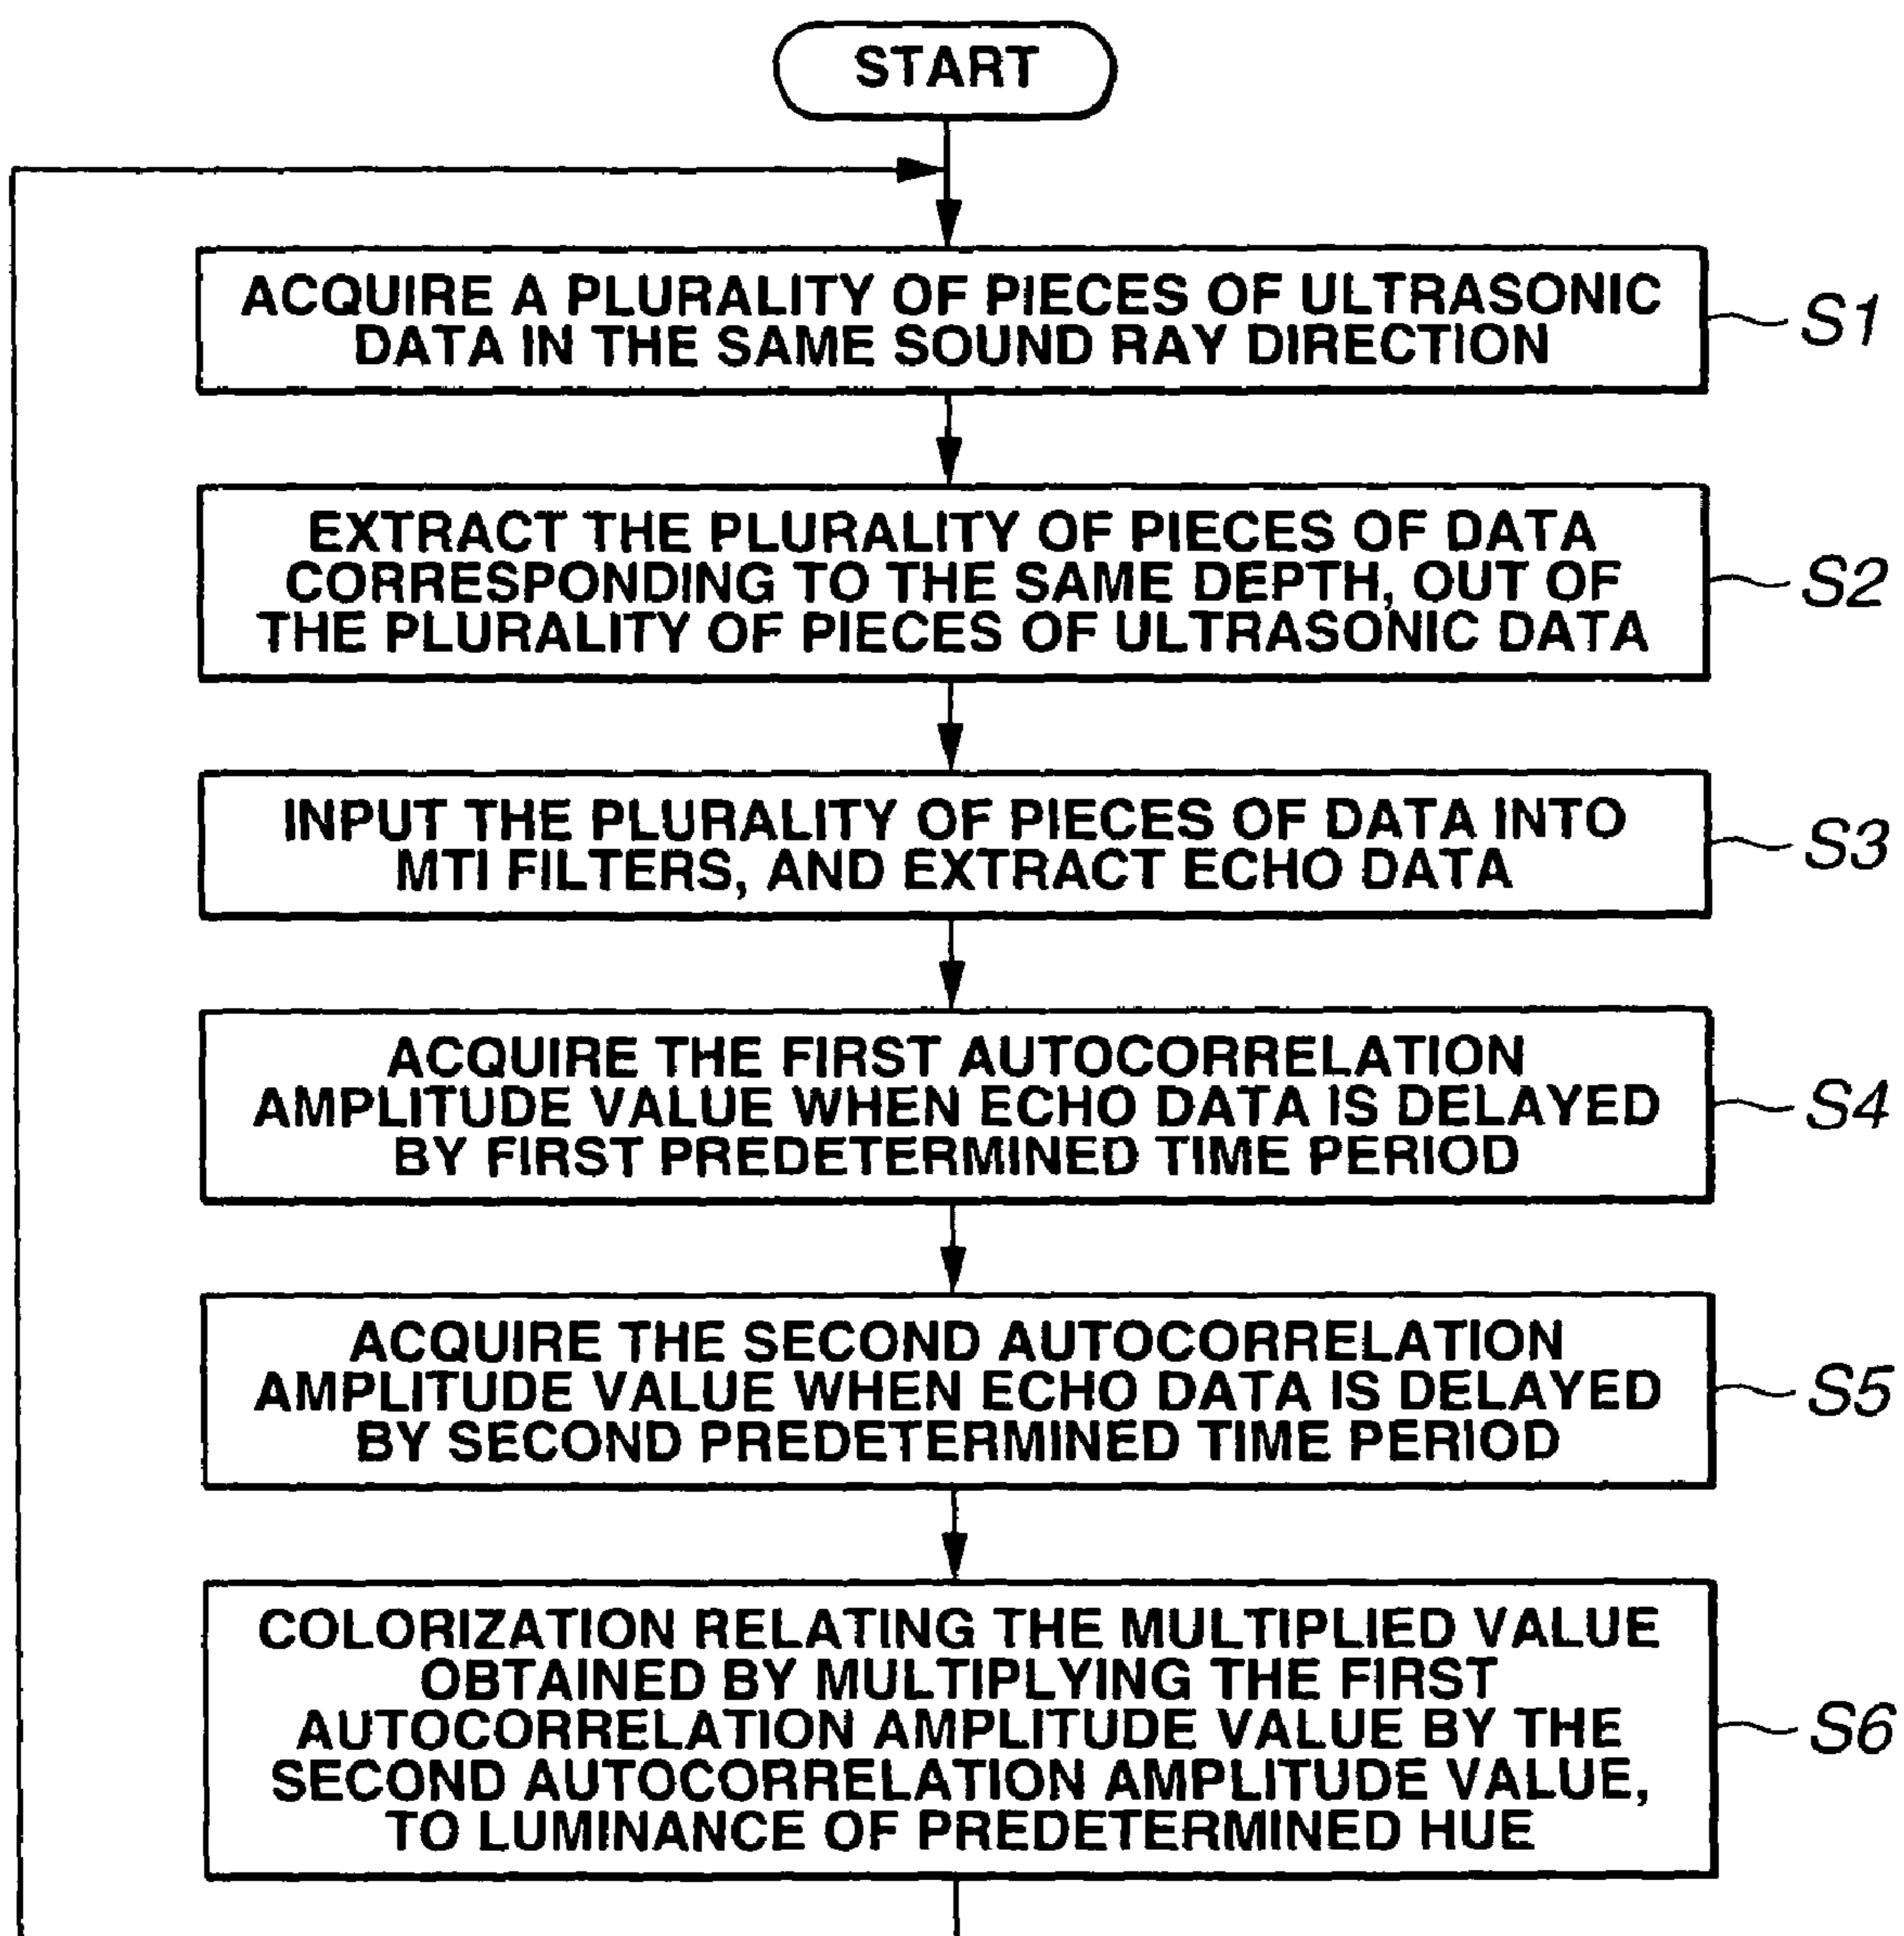 START
ACQUIRE A PLURALITY OF PIECES OF ULTRASONIC
DATA IN THE SAME SOUND RAY DIRECTION
S1
EXTRACT THE PLURALITY OF PIECES OF DATA
CORRESPONDING TO THE SAME DEPTH, OUT OF
THE PLURALITY OF PIECES OF ULTRASONIC DATA
S2
INPUT THE PLURALITY OF PIECES OF DATA INTO
MTI FILTERS, AND EXTRACT ECHO DATA
S3
ACQUIRE THE FIRST AUTOCORRELATION
AMPLITUDE VALUE WHEN ECHO DATA IS DELAYED
BY FIRST PREDETERMINED TIME PERIOD
S4
ACQUIRE THE SECOND AUTOCORRELATION
AMPLITUDE VALUE WHEN ECHO DATA IS DELAYED
BY SECOND PREDETERMINED TIME PERIOD
S5
COLORIZATION RELATING THE MULTIPLIED VALUE
OBTAINED BY MULTIPLYING THE FIRST
AUTOCORRELATION AMPLITUDE VALUE BY THE
SECOND AUTOCORRELATION AMPLITUDE VALUE,
TO LUMINANCE OF PREDETERMINED HUE
S6